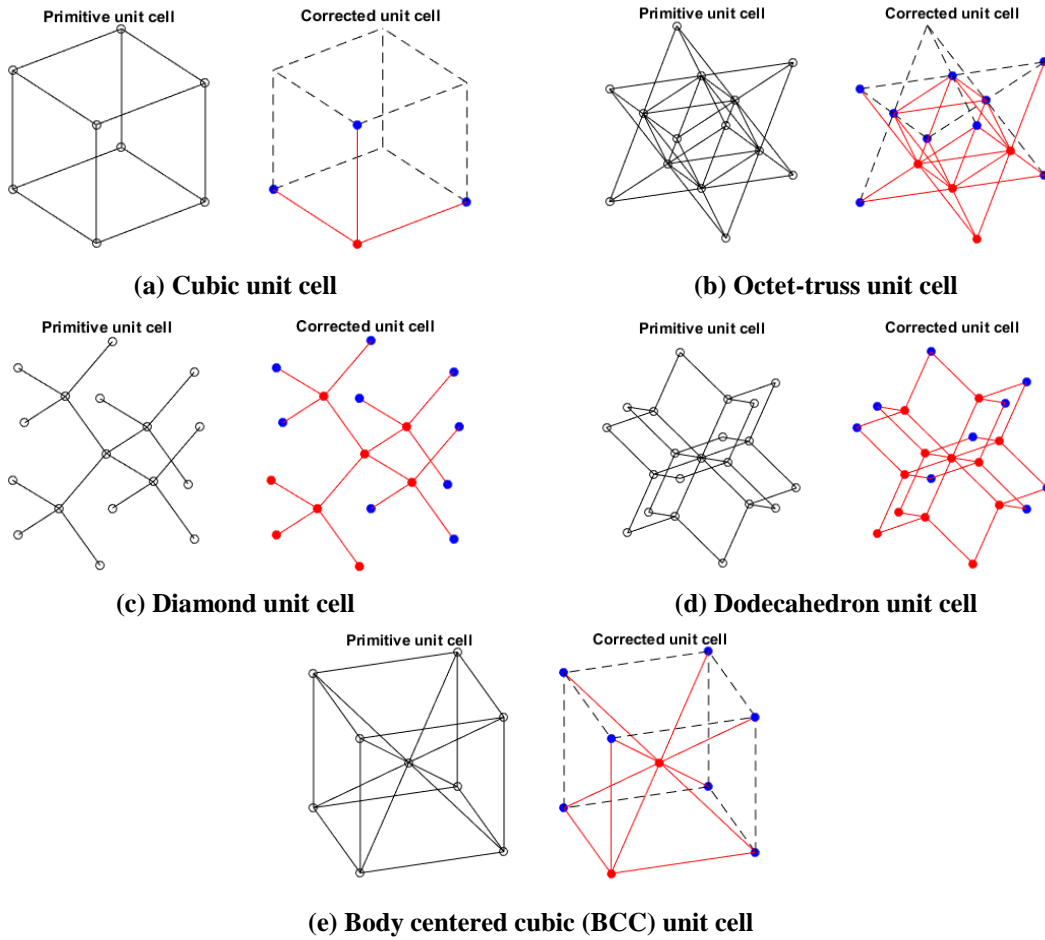 Primitive unit cell
Corrected unit cell
Primitive unit cell
Corrected unit cell
(a) Cubic unit cell
(b) Octet-truss unit cell
Primitive unit cell
Corrected unit cell
Primitive unit cell
Corrected unit cell
(c) Diamond unit cell
(d) Dodecahedron unit cell
Primitive unit cell
Corrected unit cell
(e) Body centered cubic (BCC) unit cell